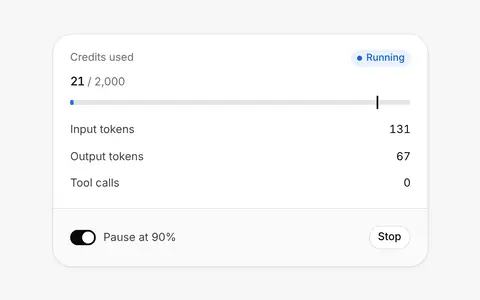 Credits used
Running
21 / 2,000
Input tokens 131
Output tokens 67
Tool calls 0
Pause at 90%
Stop